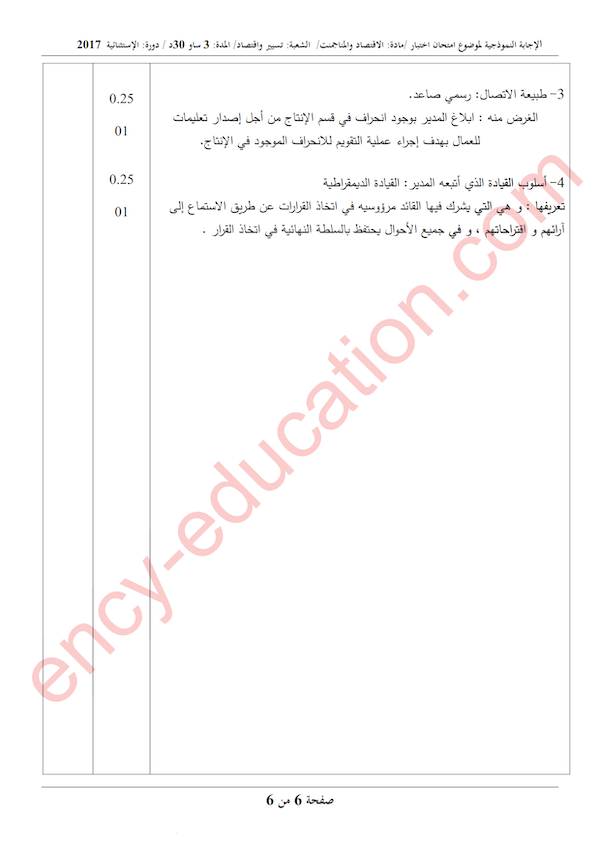 الإجابة النموذجية لموضوع امتحان اختبار /مادة: الاقتصاد والمناجمنت/ الشعبة: تسيير واقتصاد/ المدة: 3 ساو 30د / دورة: الإستثنائية 2017
3- طبيعة الاتصال: رسمي صاعد.
0.25
الغرض منه : ابلاغ المدير بوجود انحراف في قسم الإنتاج من أجل إصدار تعليمات
01
للعمال بهدف إجراء عملية التقويم للانحراف الموجود في الإنتاج.
4- أسلوب القيادة الذي أتبعه المدير: القيادة الديمقراطية
0.25
تعريفها : و هي التي يشرك فيها القائد مرؤوسيه في اتخاذ القرارات عن طريق الاستماع إلى
01
آرائهم و اقتراحاتهم ، و في جميع الأحوال يحتفظ بالسلطة النهائية في اتخاذ القرار .
ency-education.com
صفحة 6 من 6